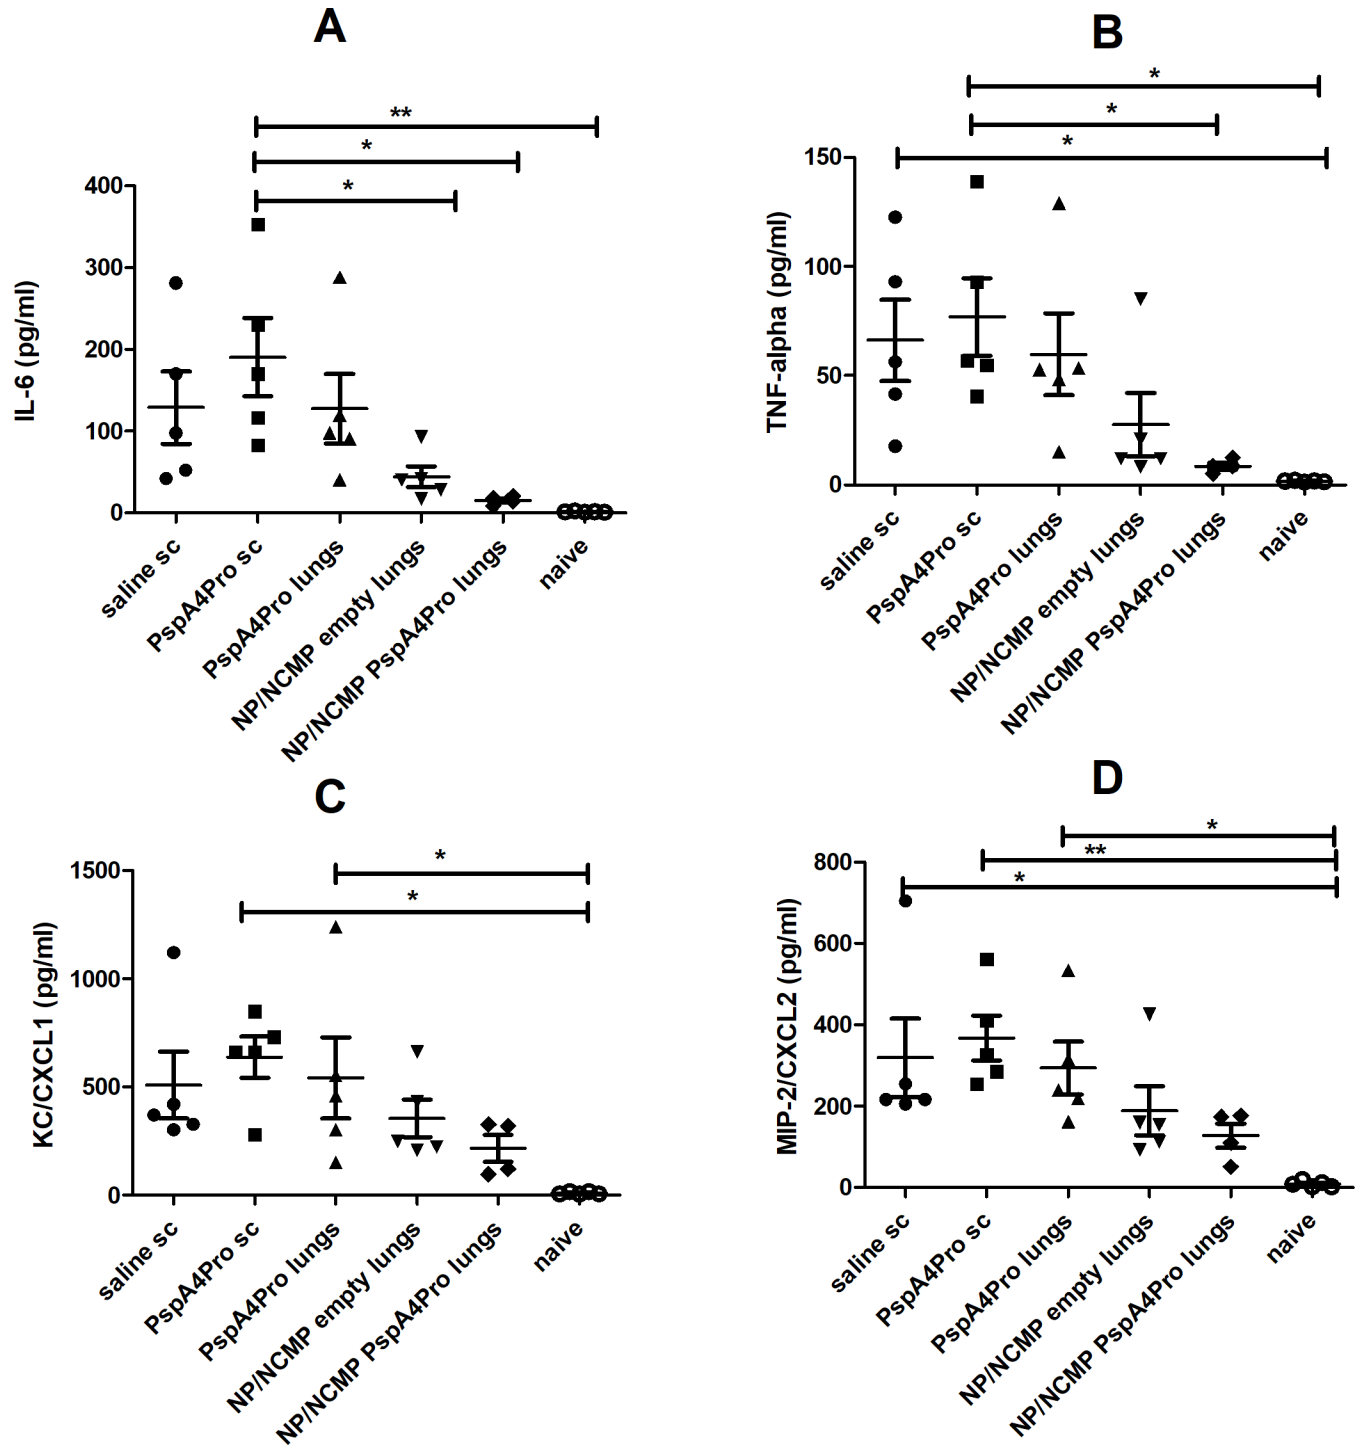 A
**
*
*
IL-6 (pg/ml)
400
300
200
100
0
saline sc
PspA4Pro sc
PspA4Pro lungs
NP/NCMP empty lungs
NP/NCMP PspA4Pro lungs
naive
B
*
*
*
TNF-alpha (pg/ml)
150
100
50
0
saline sc
PspA4Pro sc
PspA4Pro lungs
NP/NCMP empty lungs
NP/NCMP PspA4Pro lungs
naive
C
*
*
KC/CXCL1 (pg/ml)
1500
1000
500
0
saline sc
PspA4Pro sc
PspA4Pro lungs
NP/NCMP empty lungs
NP/NCMP PspA4Pro lungs
naive
D
*
**
*
MIP-2/CXCL2 (pg/ml)
800
600
400
200
0
saline sc
PspA4Pro sc
PspA4Pro lungs
NP/NCMP empty lungs
NP/NCMP PspA4Pro lungs
naive